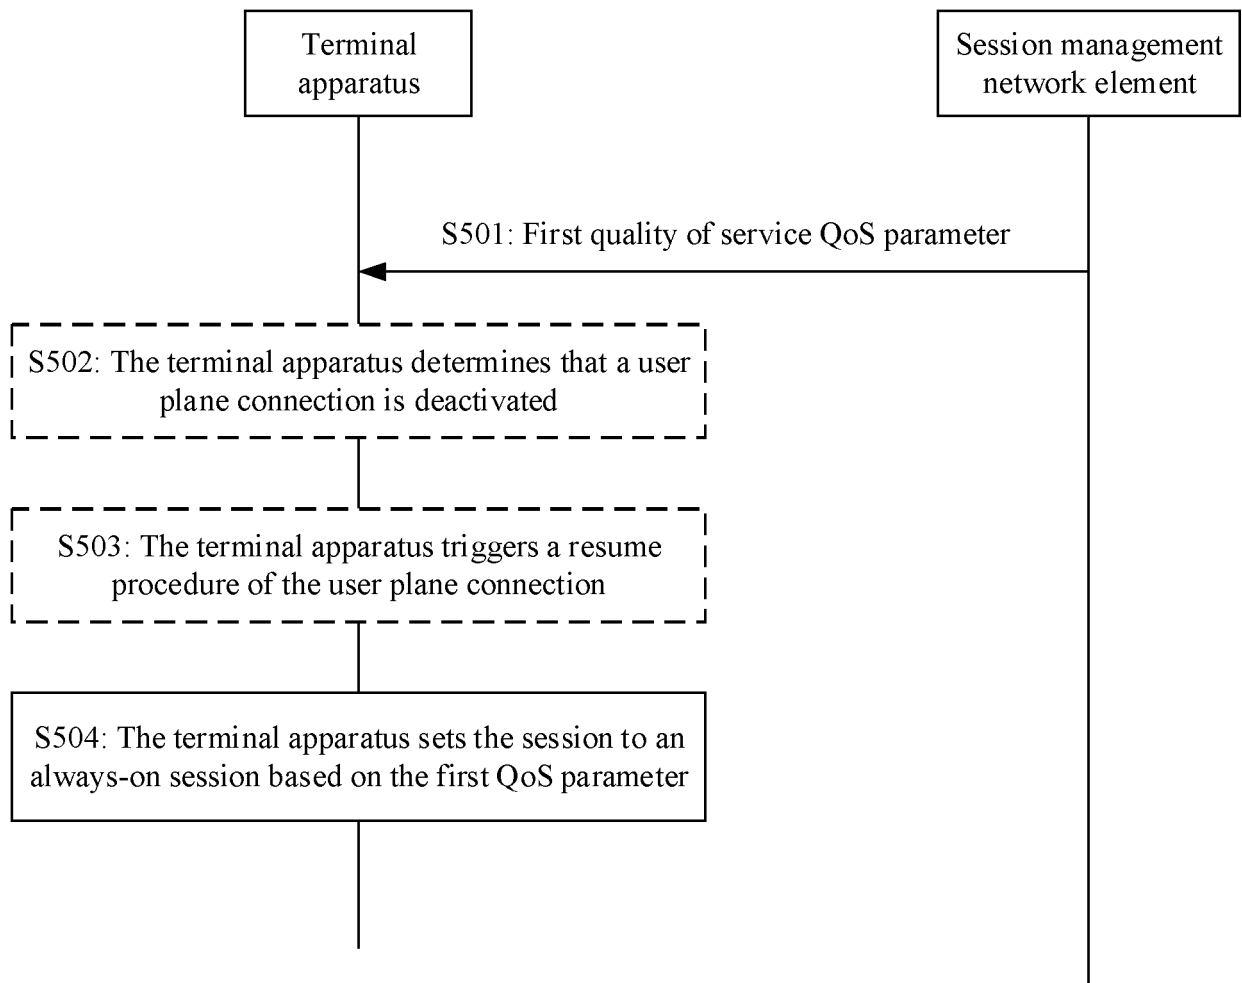 Terminal
apparatus
Session management
network element
S501: First quality of service QoS parameter
S502: The terminal apparatus determines that a user
plane connection is deactivated
S503: The terminal apparatus triggers a resume
procedure of the user plane connection
S504: The terminal apparatus sets the session to an
always-on session based on the first QoS parameter